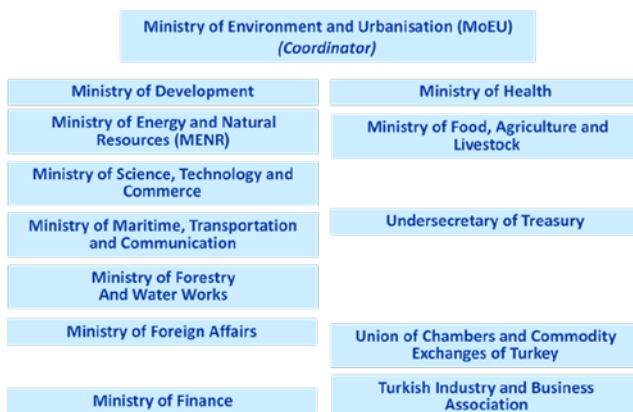 Ministry of Environment and Urbanisation (MoEU)
(Coordinator)
Ministry of Development
Ministry of Energy and Natural
Resources (MENR)
Ministry of Science, Technology and
Commerce
Ministry of Maritime, Transportation
and Communication
Ministry of Forestry
And Water Works
Ministry of Foreign Affairs
Ministry of Finance
Ministry of Health
Ministry of Food, Agriculture and
Livestock
Undersecretary of Treasury
Union of Chambers and Commodity
Exchanges of Turkey
Turkish Industry and Business
Association